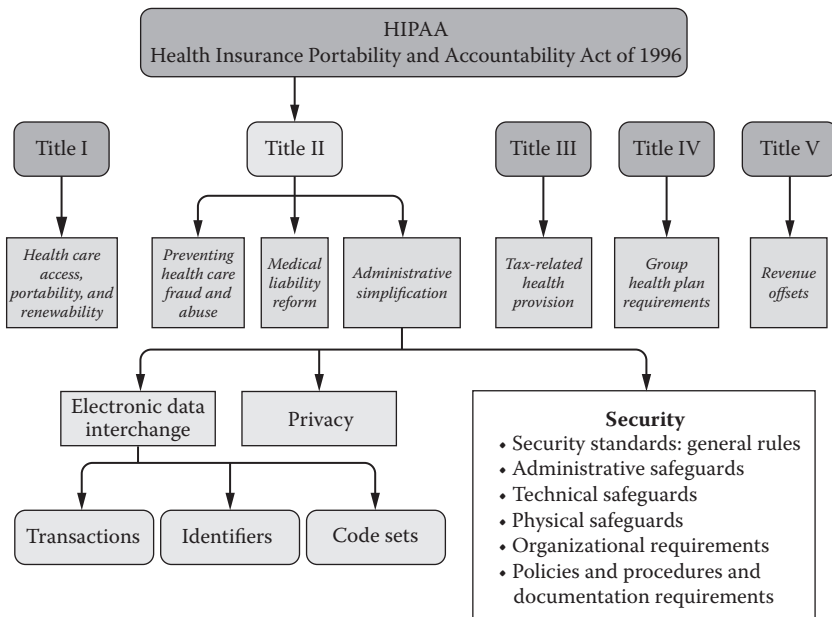 HIPAA
Health Insurance Portability and Accountability Act of 1996
Title I
Title II
Title III
Title IV
Title V
Health care
access,
portability, and
renewability
Preventing
health care
fraud and
abuse
Medical
liability
reform
Administrative
simplification
Tax-related
health
provision
Group
health plan
requirements
Revenue
offsets
Electronic data
interchange
Privacy
Security
• Security standards: general rules
• Administrative safeguards
• Technical safeguards
• Physical safeguards
• Organizational requirements
• Policies and procedures and
documentation requirements
Transactions
Identifiers
Code sets